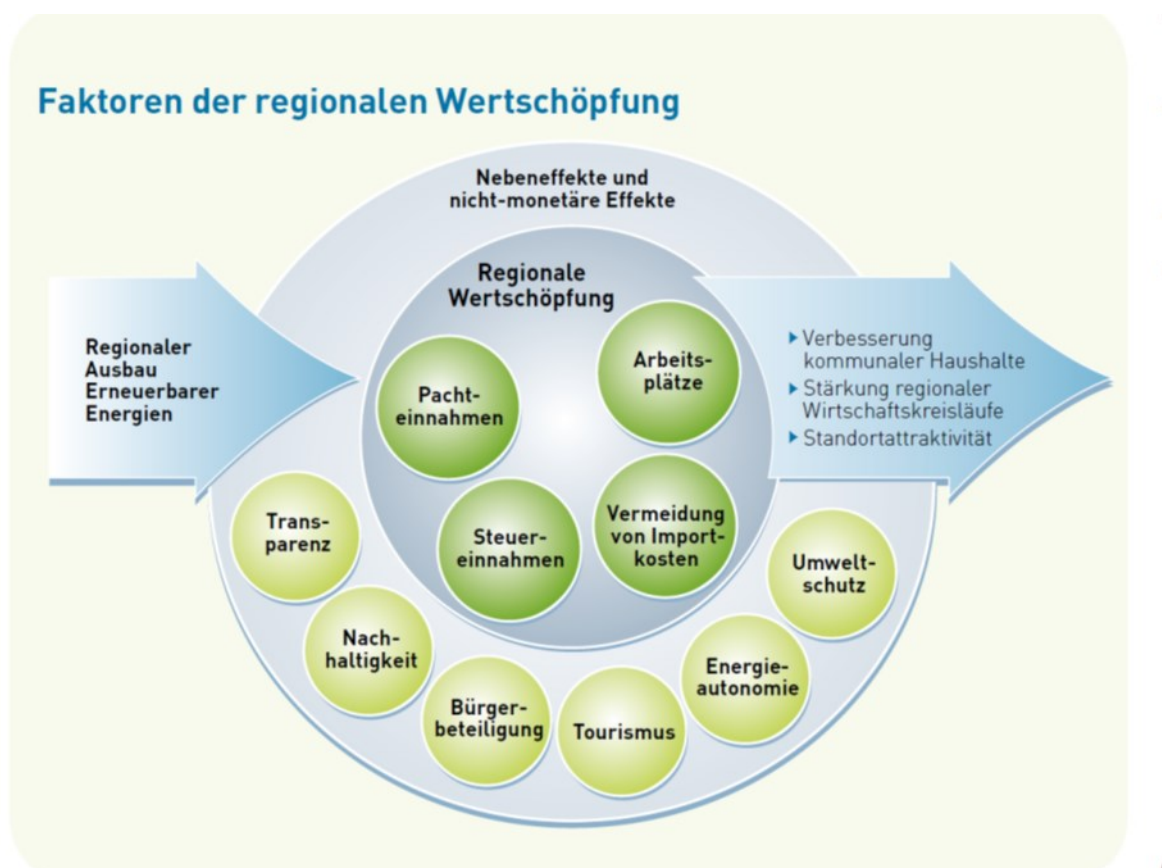 Faktoren der regionalen Wertschöpfung
Nebeneffekte und
nicht-monetäre Effekte
Regionale
Wertschöpfung
Regionaler
Ausbau
Erneuerbarer
Energien
Pacht-
einnahmen
Arbeits-
plätze
Steuer-
einnahmen
Vermeidung
von Import-
kosten
Verbesserung
kommunaler Haushalte
Stärkung regionaler
Wirtschaftskreisläufe
Standortattraktivität
Trans-
parenz
Nach-
haltigkeit
Bürger-
beteiligung
Tourismus
Energie-
autonomie
Umwelt-
schutz